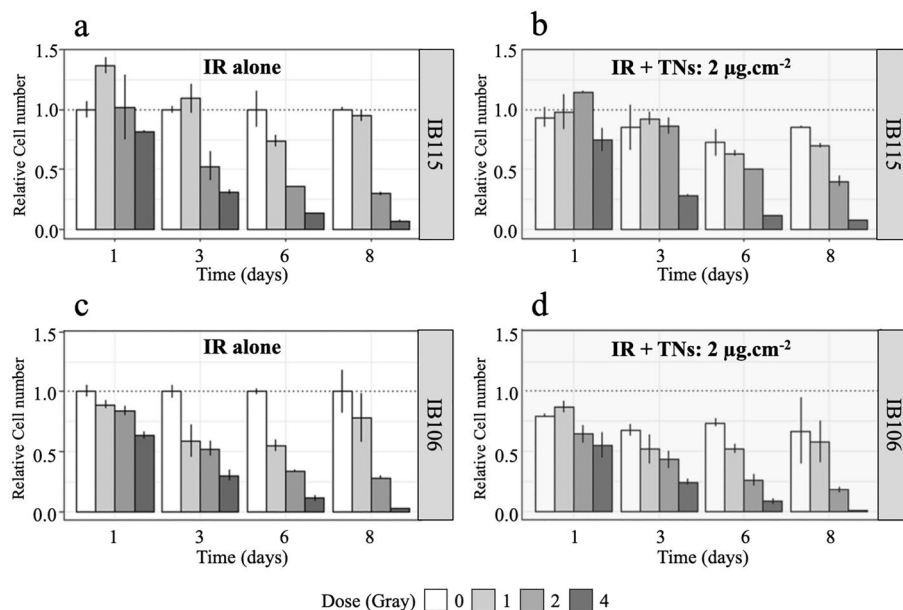 a
b
1.5
1.0
0.5
0.0
Relative Cell number
IR alone
IB115
1 3 6 8
Time (days)
1.5
1.0
0.5
0.0
Relative Cell number
IR + TNs: 2 µg.cm-2
IB115
1 3 6 8
Time (days)
c
d
1.5
1.0
0.5
0.0
Relative Cell number
IR alone
IB106
1 3 6 8
Time (days)
1.5
1.0
0.5
0.0
Relative Cell number
IR + TNs: 2 µg.cm-2
IB106
1 3 6 8
Time (days)
Dose (Gray) 0 1 2 4